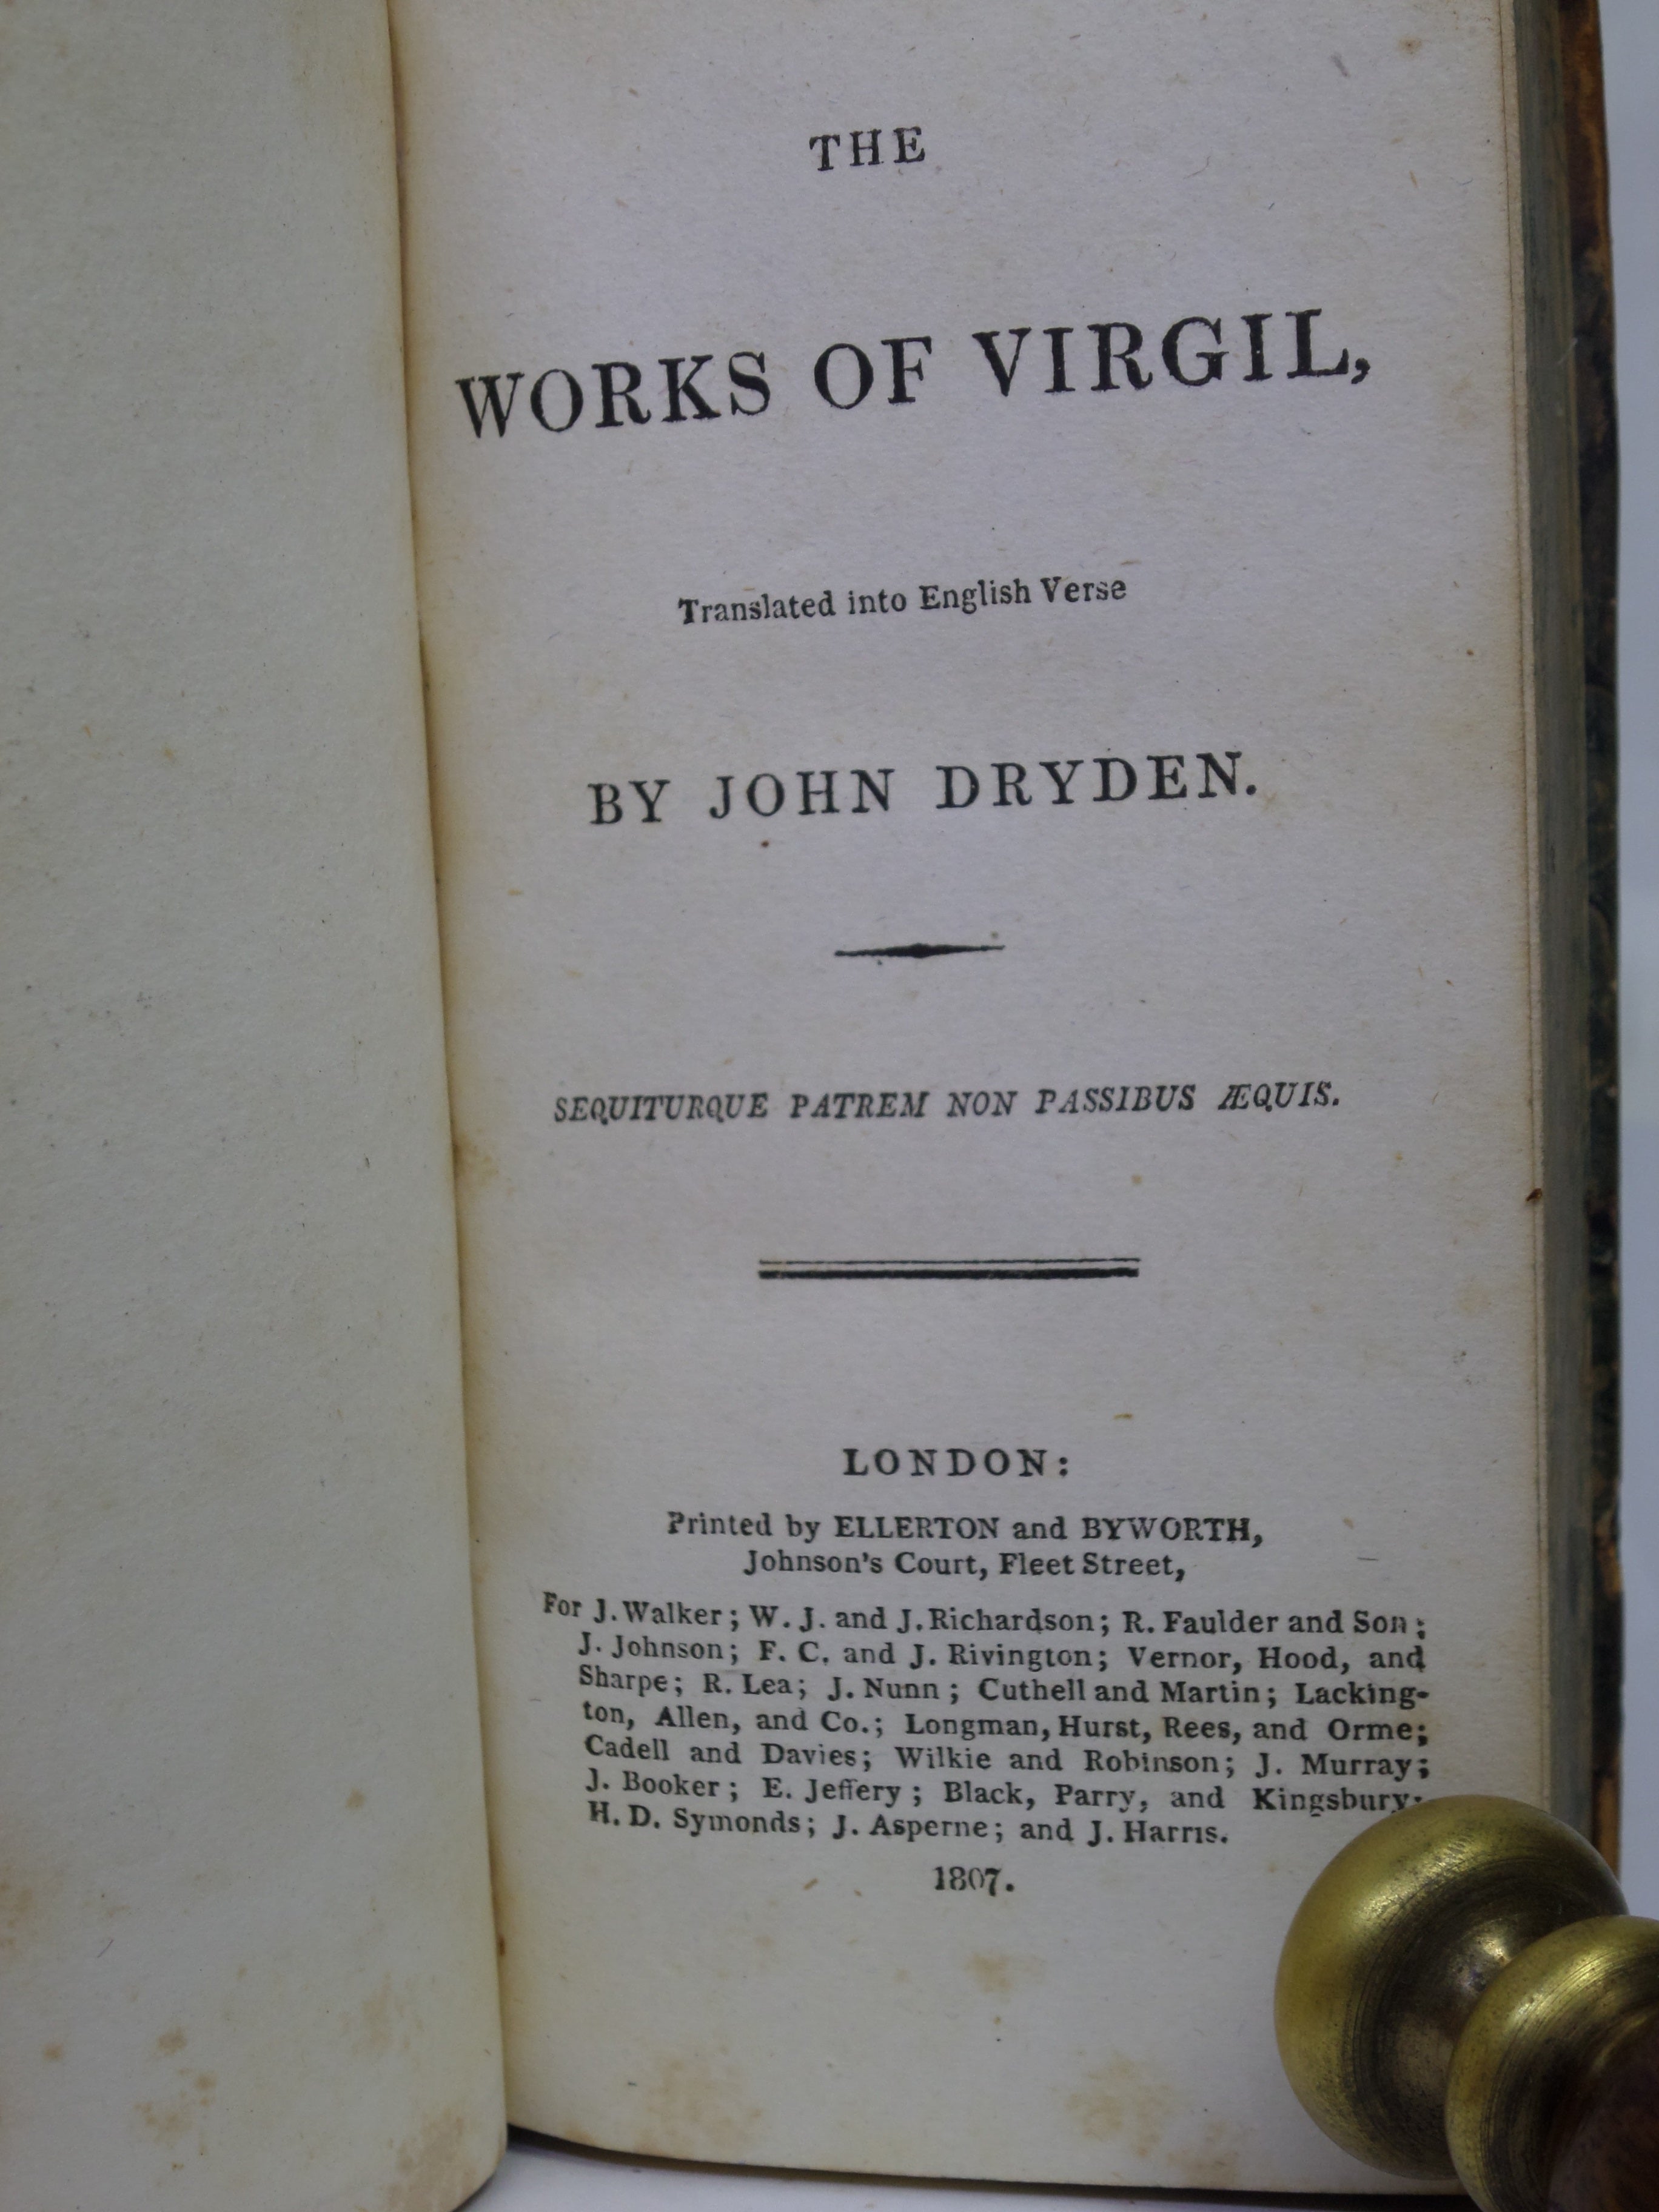 THE
WORKS OF VIRGIL,
Translated into English Verse
BY JOHN DRYDEN.
SEQUITURQUE PATREM NON PASSIBUS ÆQUIS.
LONDON:
Printed by ELLERTON and BYWORTH,
Johnson's Court, Fleet Street,
For J. Walker; W. J. and J. Richardson; R. Faulder and Son;
J. Johnson; F. C. and J. Rivington; Vernor, Hood, and
Sharpe; R. Lea; J. Nunn; Cuthell and Martin; Lacking-
ton, Allen, and Co.; Longman, Hurst, Rees, and Orme;
Cadell and Davies; Wilkie and Robinson; J. Murray;
J. Booker; E. Jeffery; Black, Parry, and Kingsbury;
H. D. Symonds; J. Asperne; and J. Harris.
1807.